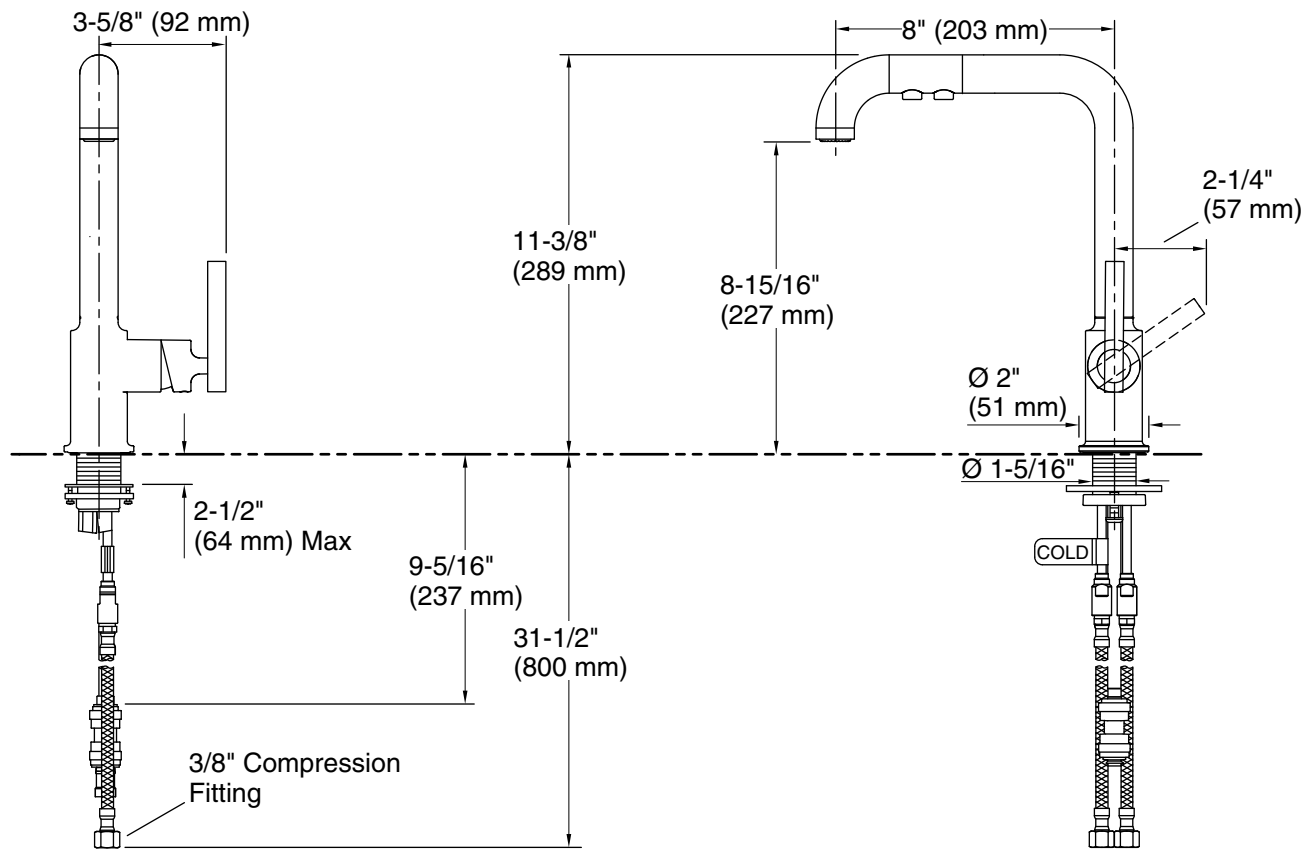 3-5/8" (92 mm)
8" (203 mm)
2-1/4"
(57 mm)
11-3/8"
(289 mm)
8-15/16"
(227 mm)
Ø 2"
(51 mm)
Ø 1-5/16"
2-1/2"
(64 mm) Max
COLD
9-5/16"
(237 mm)
31-1/2"
(800 mm)
3/8" Compression
Fitting